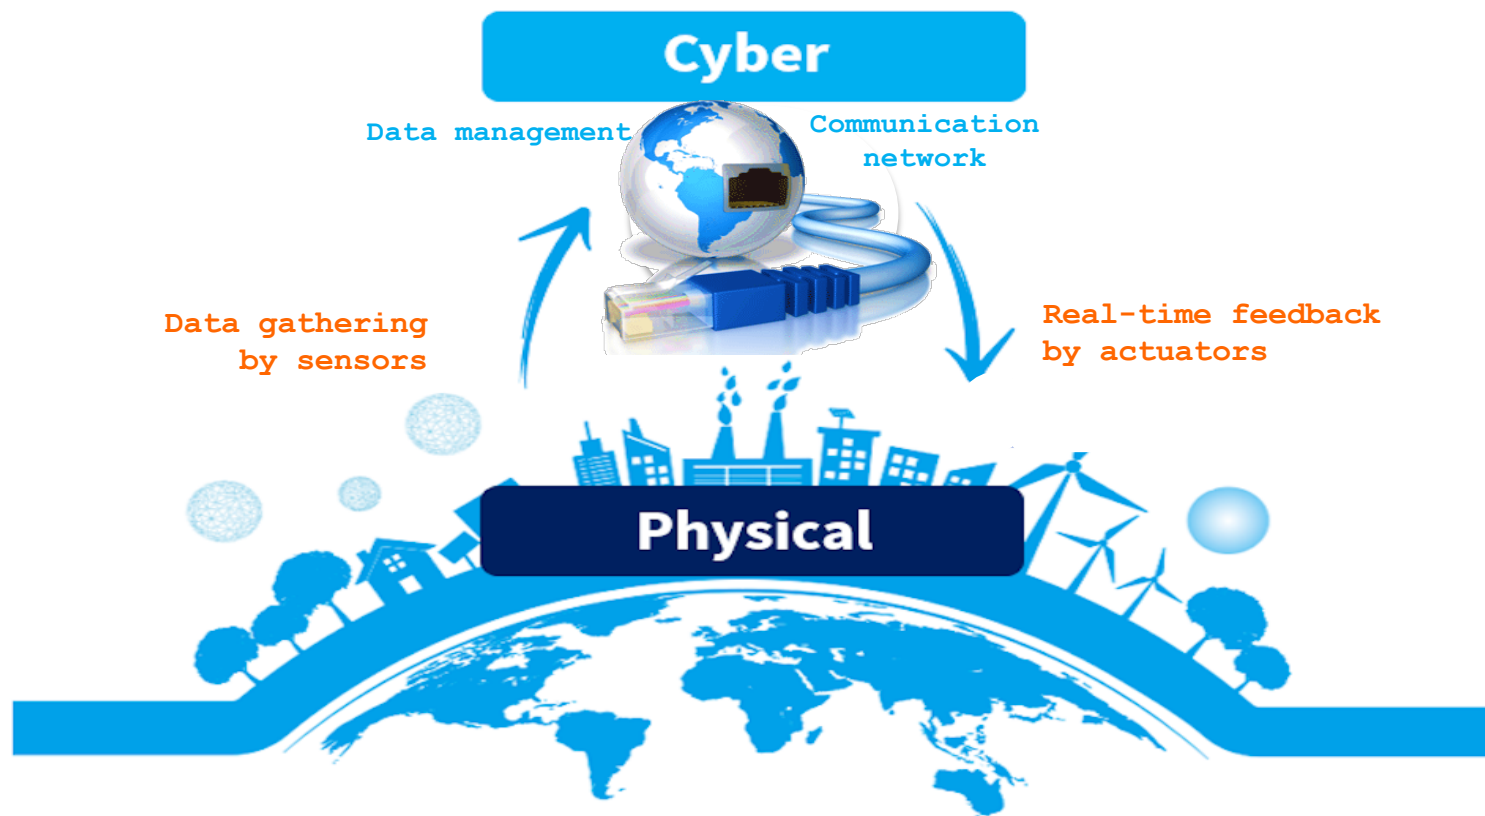 Cyber
Data management
Communication
network
Data gathering
by sensors
Real-time feedback
by actuators
Physical